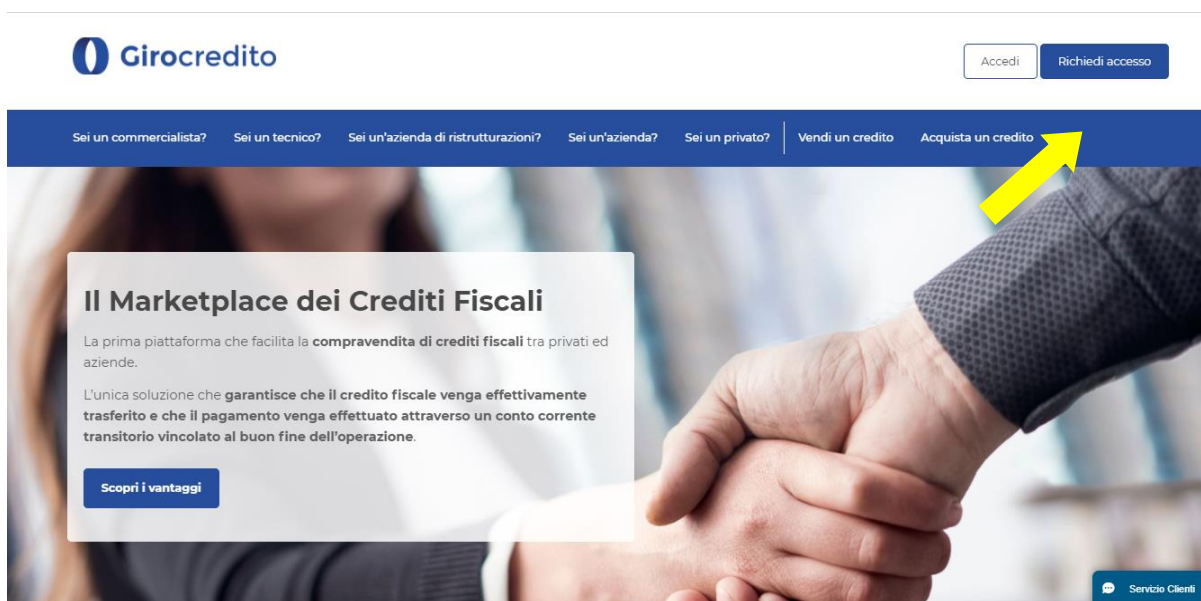 Girocredito
Accedi
Richiedi accesso
Sei un commercialista? Sei un tecnico? Sei un'azienda di ristrutturazioni? Sei un'azienda? Sei un privato? Vendi un credito Acquista un credito
Il Marketplace dei Crediti Fiscali
La prima piattaforma che facilita la compravendita di crediti fiscali tra privati ed
aziende.
L'unica soluzione che garantisce che il credito fiscale venga effettivamente
trasferito e che il pagamento venga effettuato attraverso un conto corrente
transitorio vincolato al buon fine dell'operazione.
Scopri i vantaggi
Servizio Clienti